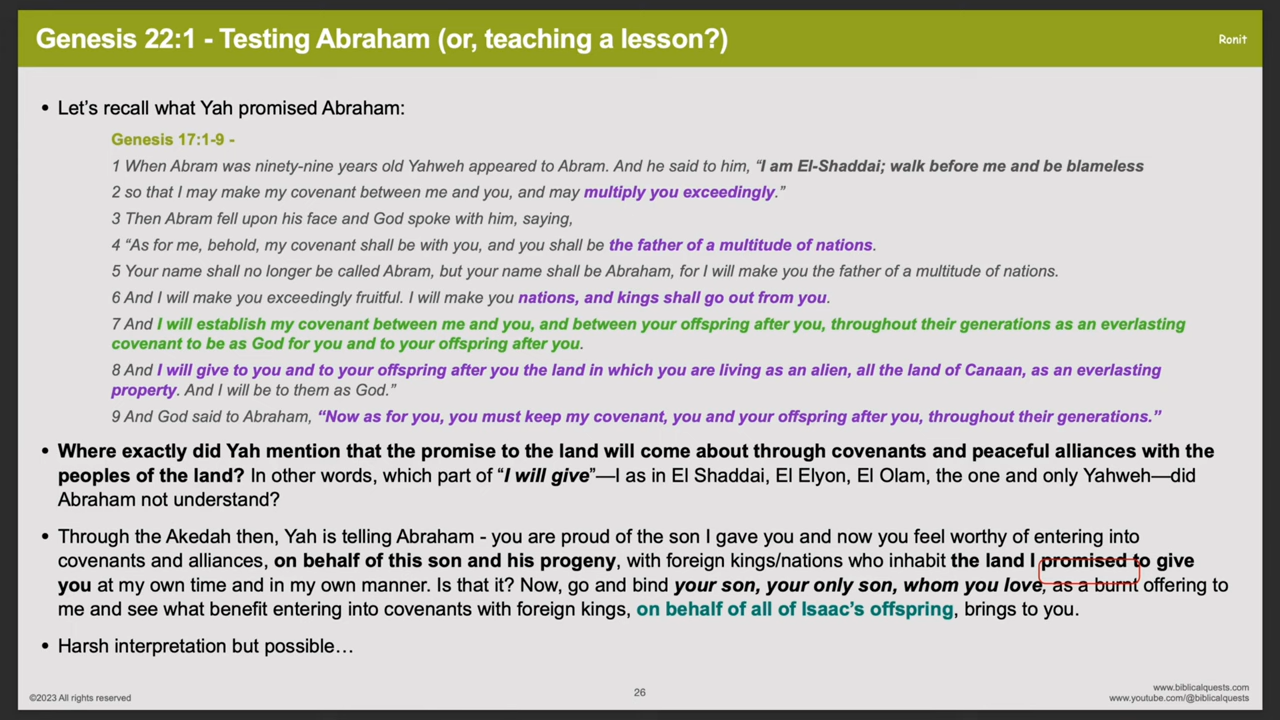 Genesis 22:1 - Testing Abraham (or, teaching a lesson?)
Ronit
• Let's recall what Yah promised Abraham:
Genesis 17:1-9 -
1 When Abram was ninety-nine years old Yahweh appeared to Abram. And he said to him, “I am El-Shaddai; walk before me and be blameless
2 so that I may make my covenant between me and you, and may multiply you exceedingly.”
3 Then Abram fell upon his face and God spoke with him, saying,
4 “As for me, behold, my covenant shall be with you, and you shall be the father of a multitude of nations.
5 Your name shall no longer be called Abram, but your name shall be Abraham, for I will make you the father of a multitude of nations.
6 And I will make you exceedingly fruitful. I will make you nations, and kings shall go out from you.
7 And I will establish my covenant between me and you, and between your offspring after you, throughout their generations as an everlasting
covenant to be as God for you and to your offspring after you.
8 And I will give to you and to your offspring after you the land in which you are living as an alien, all the land of Canaan, as an everlasting
property. And I will be to them as God.”
9 And God said to Abraham, “Now as for you, you must keep my covenant, you and your offspring after you, throughout their generations.”
• Where exactly did Yah mention that the promise to the land will come about through covenants and peaceful alliances with the
peoples of the land? In other words, which part of “I will give”—I as in El Shaddai, El Elyon, El Olam, the one and only Yahweh—did
Abraham not understand?
• Through the Akedah then, Yah is telling Abraham - you are proud of the son I gave you and now you feel worthy of entering into
covenants and alliances, on behalf of this son and his progeny, with foreign kings/nations who inhabit the land I promised to give
you at my own time and in my own manner. Is that it? Now, go and bind your son, your only son, whom you love, as a burnt offering to
me and see what benefit entering into covenants with foreign kings, on behalf of all of Isaac's offspring, brings to you.
• Harsh interpretation but possible…
©2023 All rights reserved
26
www.biblicalquests.com
www.youtube.com/@biblicalquests